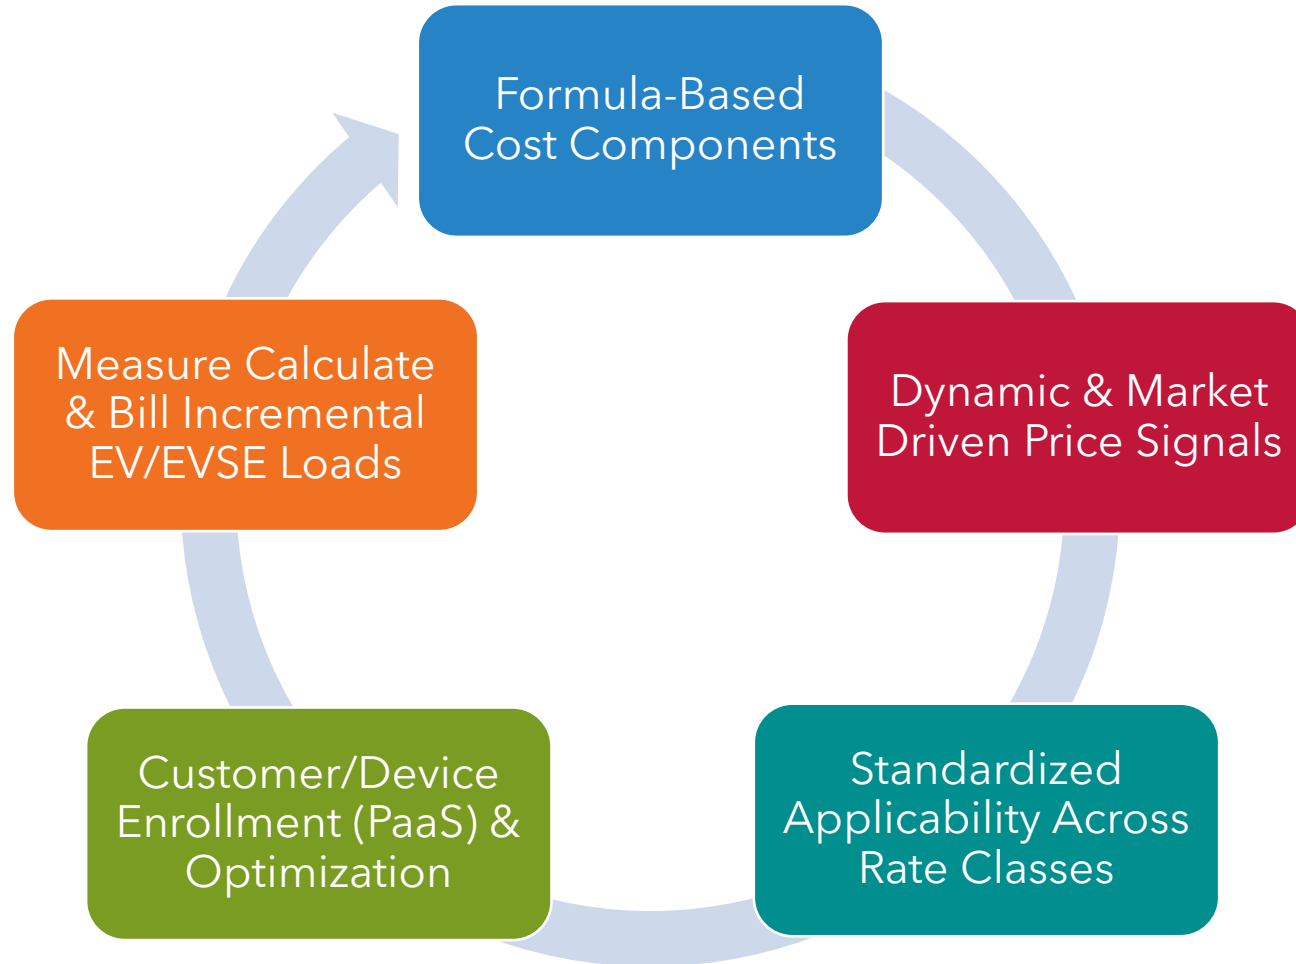 Formula-Based
Cost Components
Dynamic & Market
Driven Price Signals
Standardized
Applicability Across
Rate Classes
Customer/Device
Enrollment (PaaS) &
Optimization
Measure Calculate
& Bill Incremental
EV/EVSE Loads